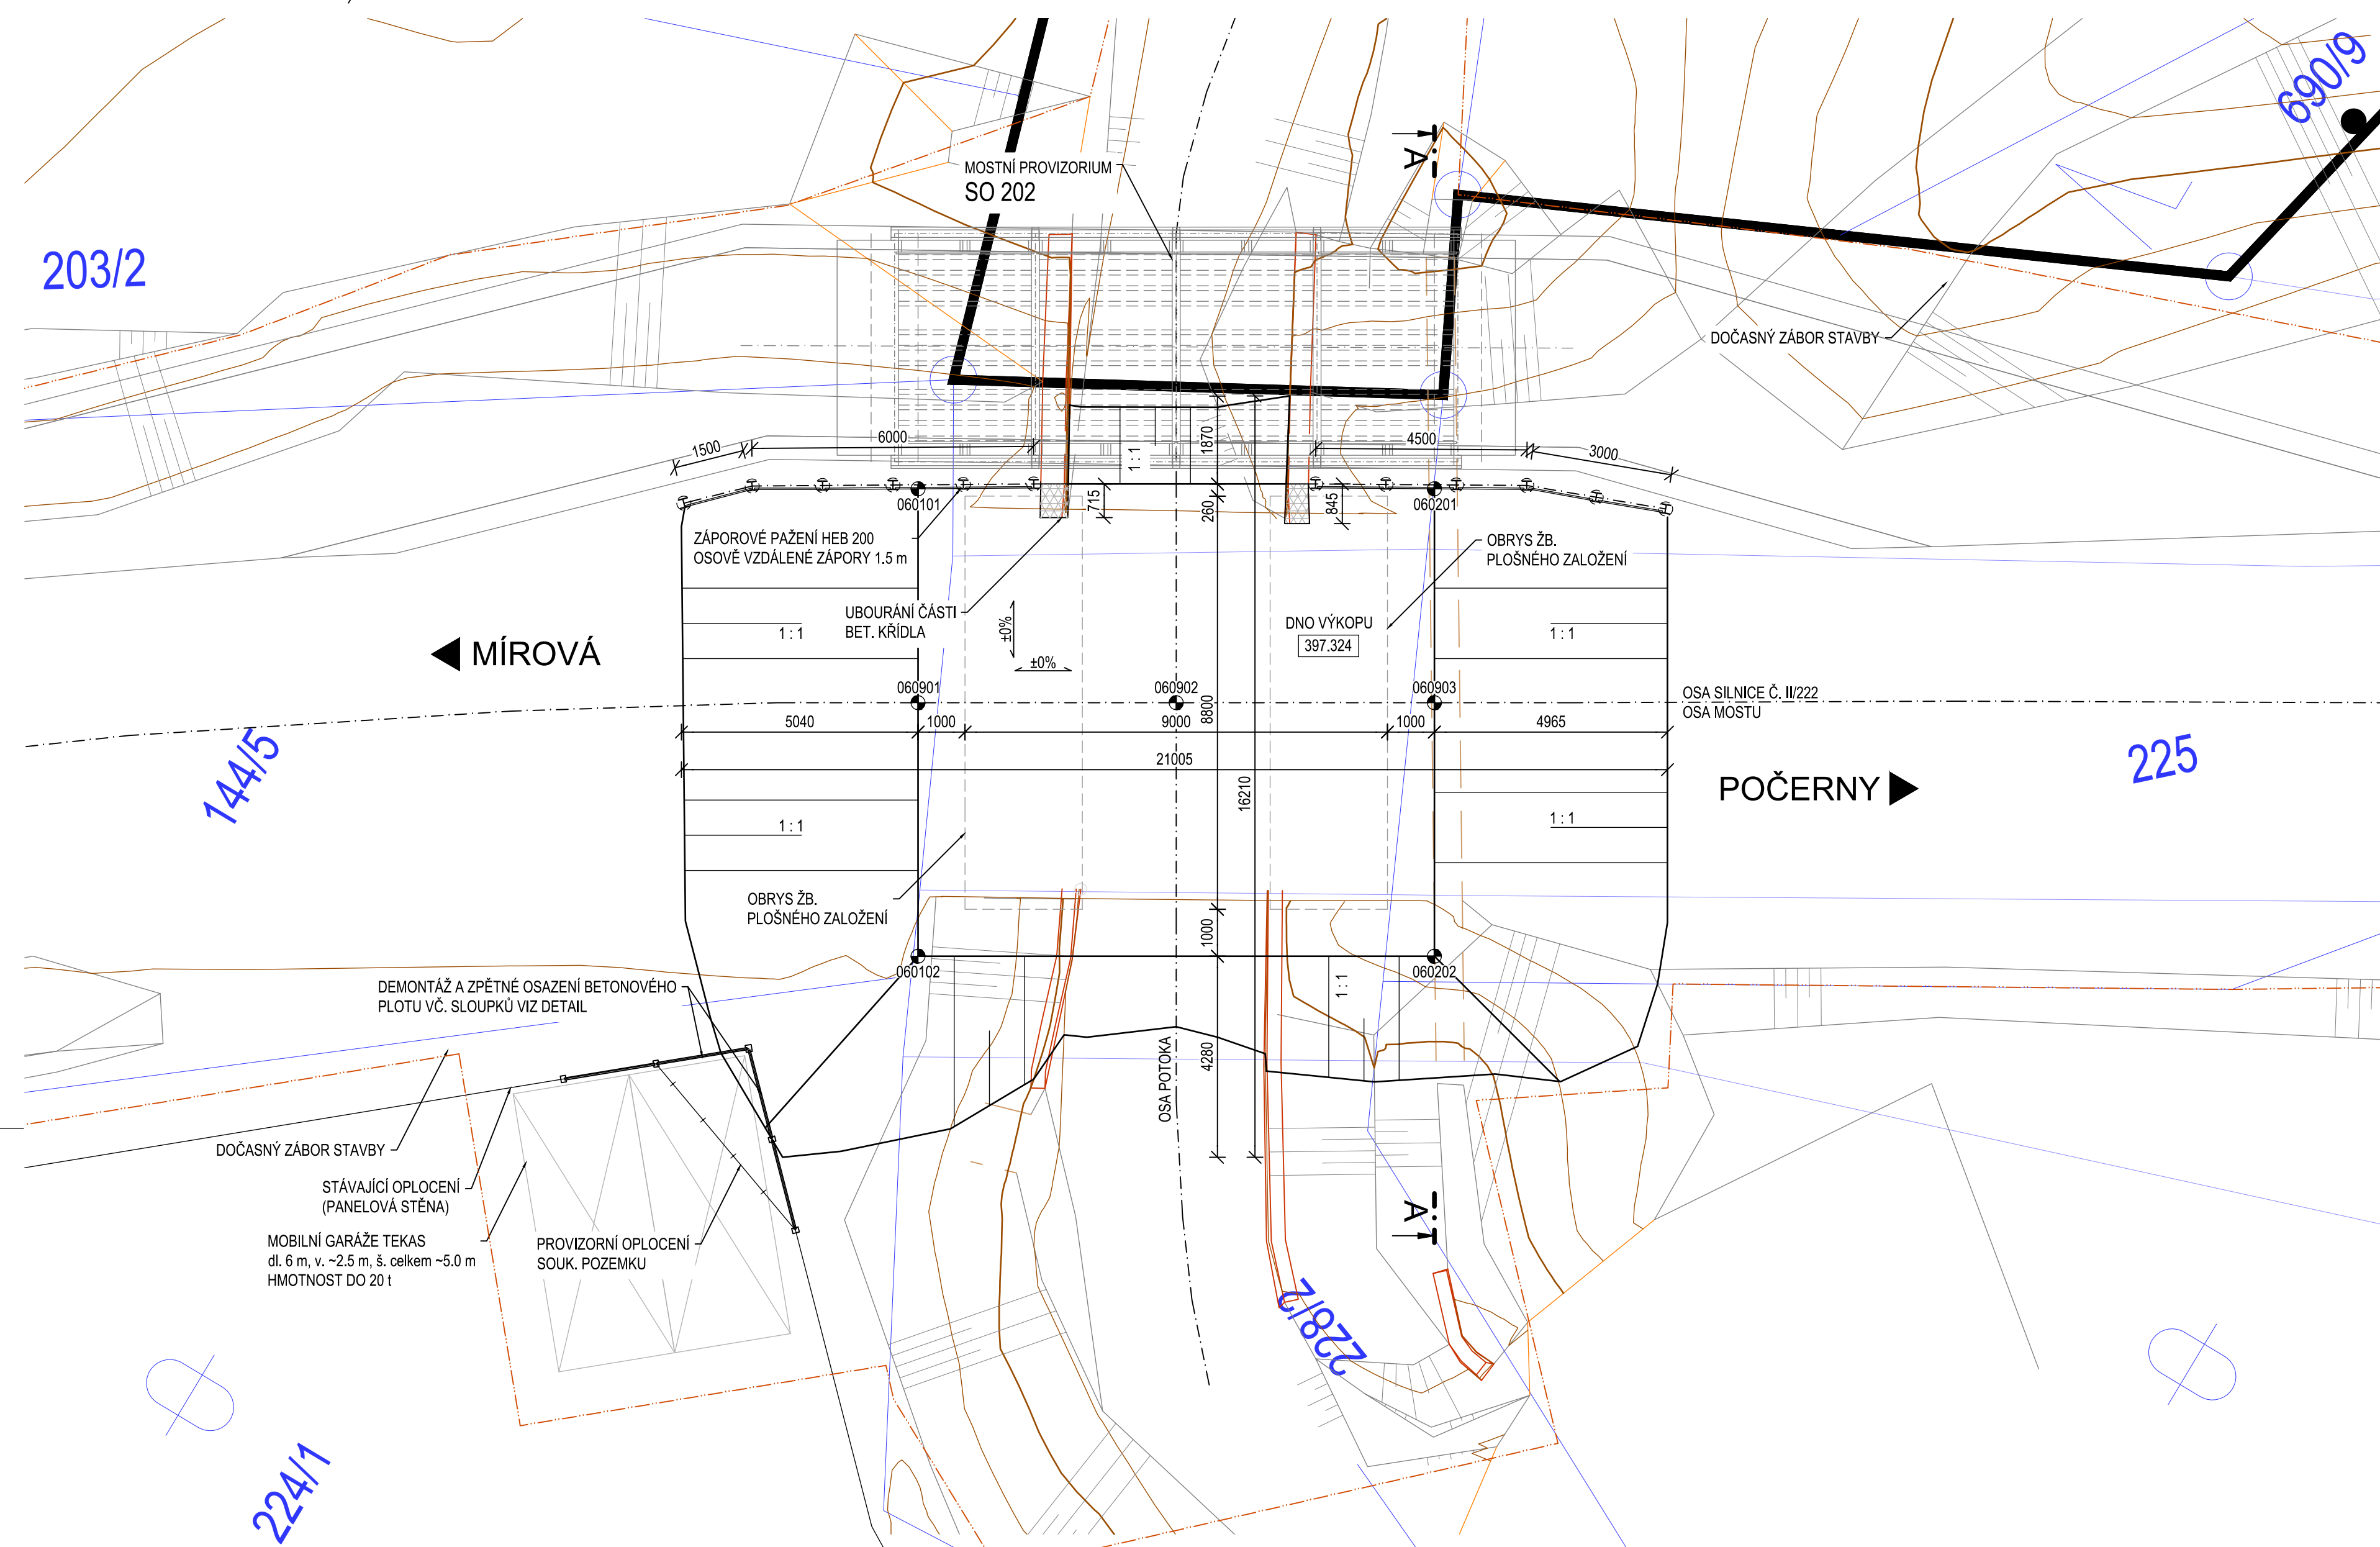 690/9
A
MOSTNÍ PROVIZORIUM
SO 202
203/2
DOČASNÝ ZÁBOR STAVBY
1500
6000
1 : 1
1870
4500
3000
060101
715
260
845
060201
ZÁPOROVÉ PAŽENÍ HEB 200
OSOVĚ VZDÁLENÉ ZÁPORY 1.5 m
OBRYS ŽB.
PLOŠNÉHO ZALOŽENÍ
UBOURÁNÍ ČÁSTI
BET. KŘÍDLA
±0%
±0%
DNO VÝKOPU
397.324
1 : 1
1 : 1
MÍROVÁ
060901
060902
060903
OSA SILNICE Č. II/222
OSA MOSTU
5040
1000
9000
8800
1000
4965
21005
16210
144/5
225
POČERNY
1 : 1
1 : 1
OBRYS ŽB.
PLOŠNÉHO ZALOŽENÍ
1000
060102
060202
1 : 1
DEMONTÁŽ A ZPĚTNÉ OSAZENÍ BETONOVÉHO
PLOTU VČ. SLOUPKŮ VIZ DETAIL
4280
OSA POTOKA
DOČASNÝ ZÁBOR STAVBY
STÁVAJÍCÍ OPLOCENÍ
(PANELOVÁ STĚNA)
MOBILNÍ GARÁŽE TEKAS
dl. 6 m, v. ~2.5 m, š. celkem ~5.0 m
HMOTNOST DO 20 t
PROVIZORNÍ OPLOCENÍ
SOUK. POZEMKU
A
228/2
224/1